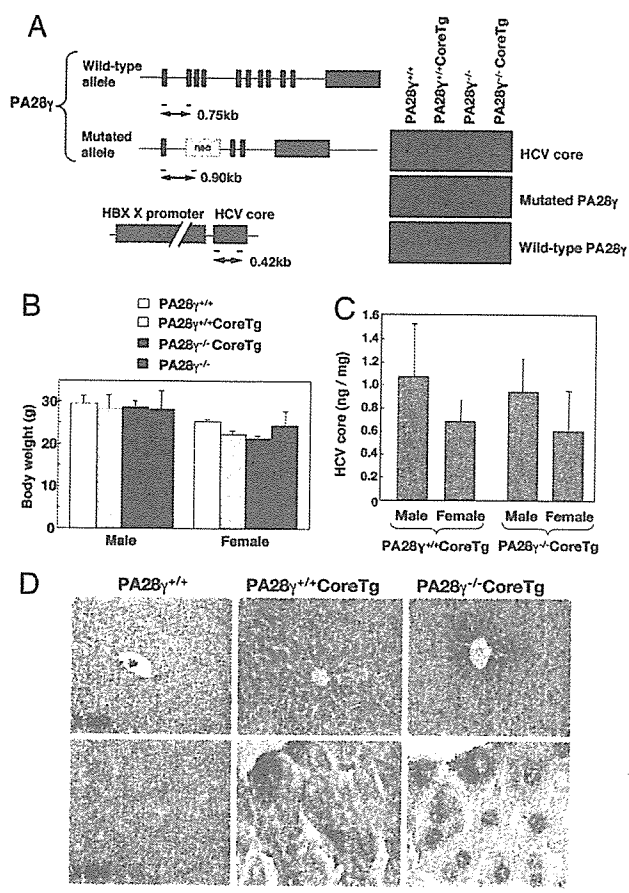 A
Wild-type
allele
PA28γ
0.75kb
Mutated
allele
neo
0.90kb
HBX X promoter
HCV core
0.42kb
PA28γ+/+
PA28γ+/+CoreTg
PA28γ-/-
PA28γ-/-CoreTg
HCV core
Mutated PA28γ
Wild-type PA28γ
B
PA28γ+/+
PA28γ+/+CoreTg
PA28γ-/-CoreTg
PA28γ-/-
Body weight (g)
30
20
10
0
Male
Female
C
HCV core (ng / mg)
1.6
1.4
1.2
1.0
0.8
0.6
0.4
0.2
0
Male Female Male Female
PA28γ+/+CoreTg PA28γ-/-CoreTg
D
PA28γ+/+ PA28γ+/+CoreTg PA28γ-/-CoreTg